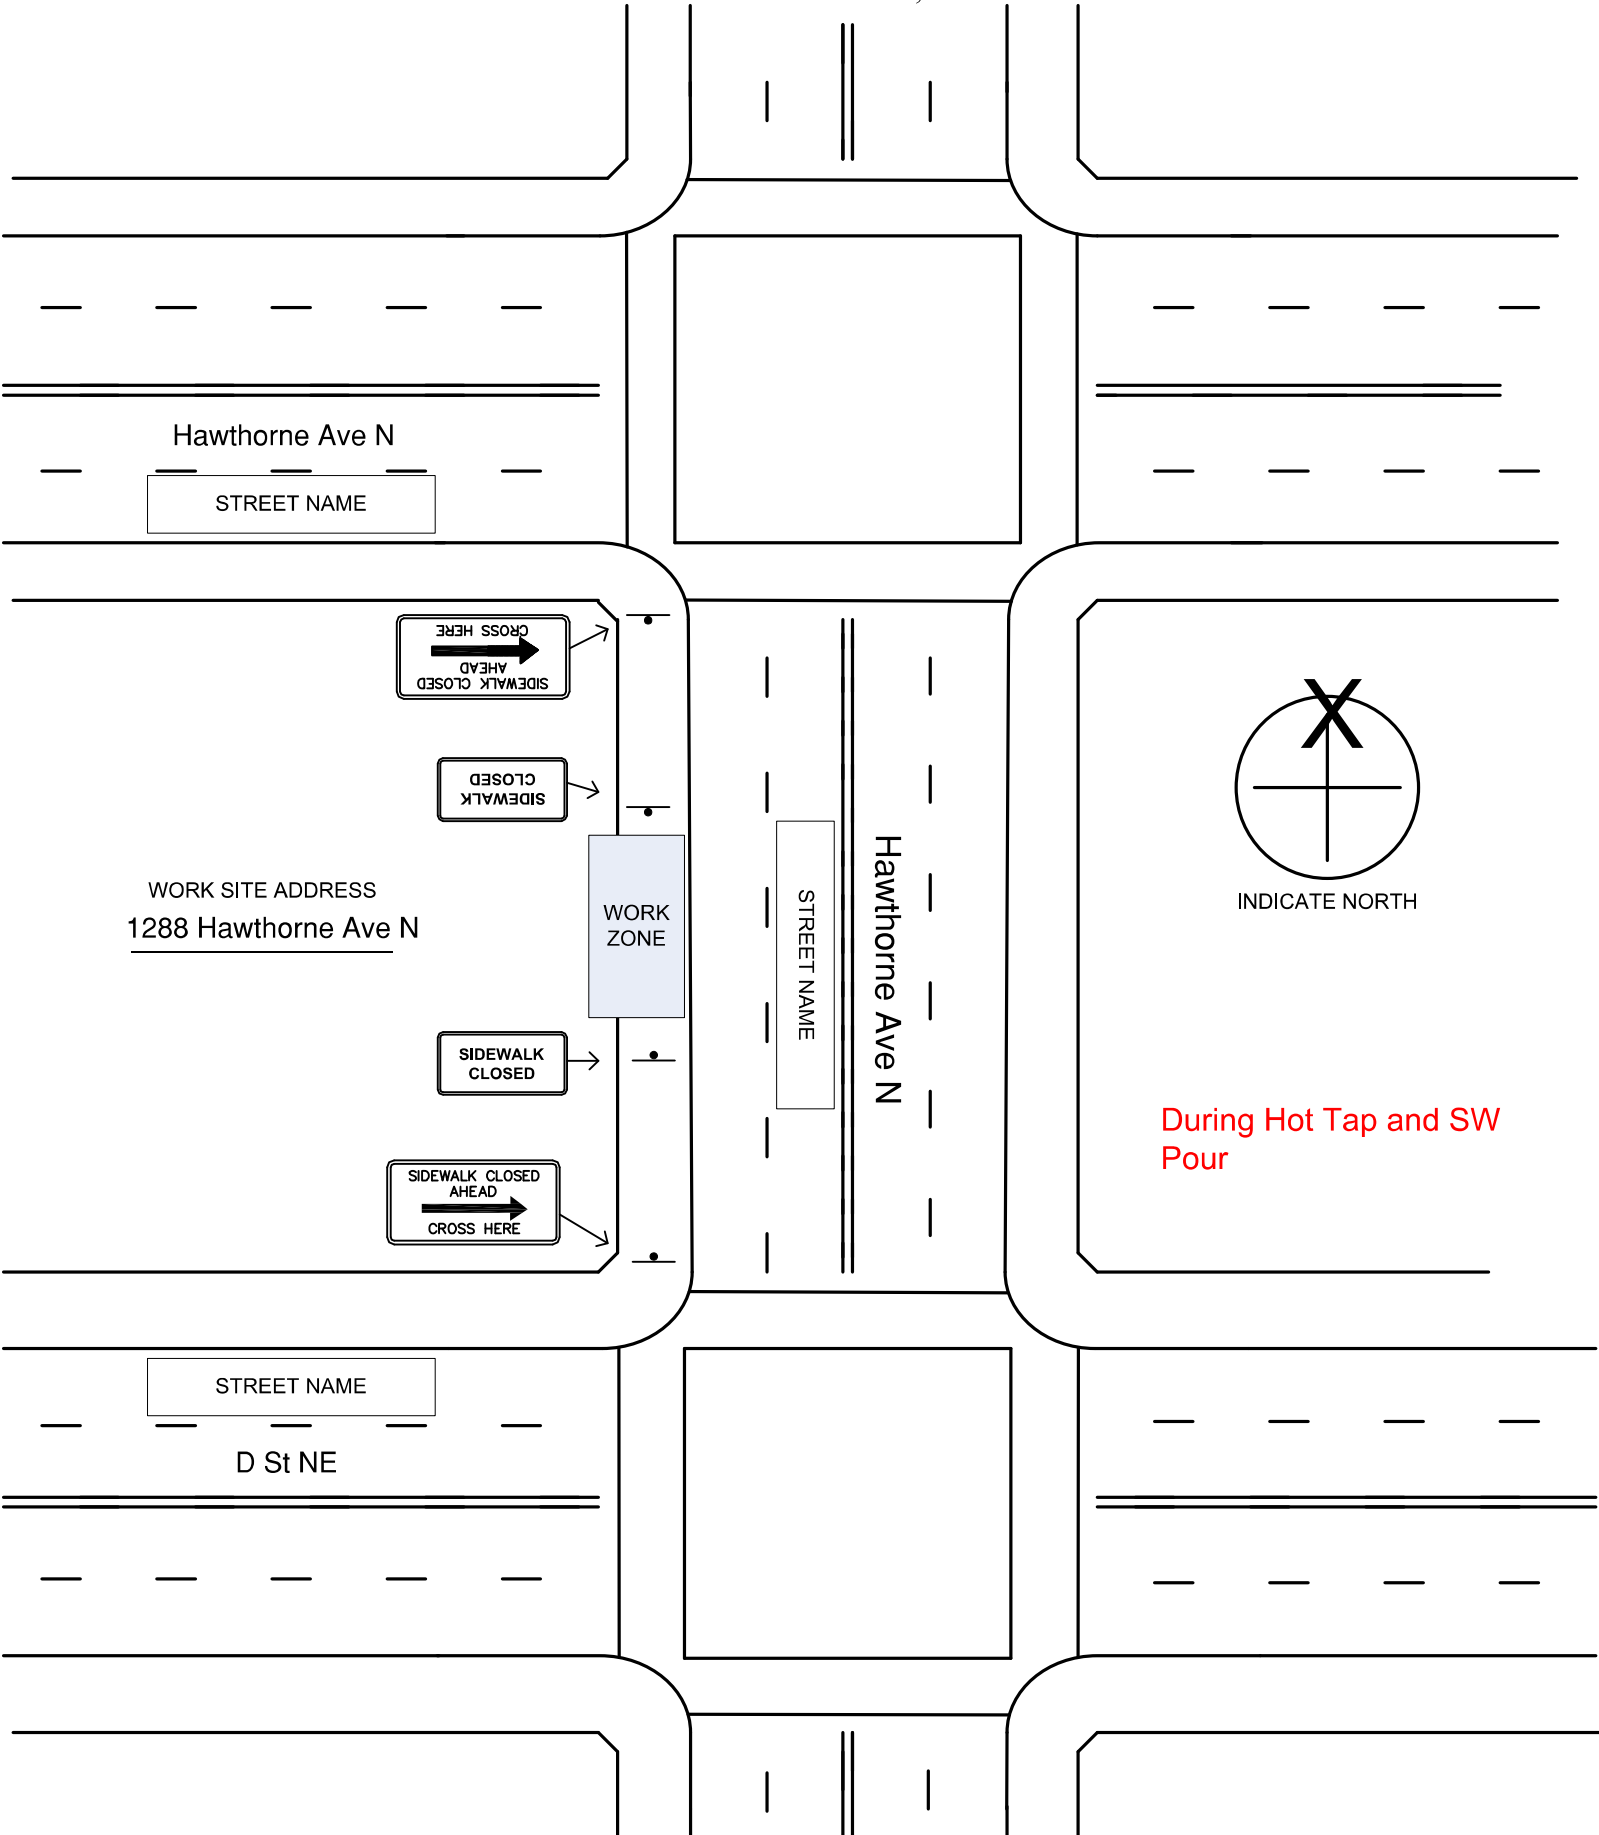 Hawthorne Ave N
STREET NAME
CROSS HERE
AHEAD
SIDEWALK CLOSED
SIDEWALK
CLOSED
X
INDICATE NORTH
WORK SITE ADDRESS
1288 Hawthorne Ave N
WORK
ZONE
STREET NAME
Hawthorne Ave N
SIDEWALK
CLOSED
During Hot Tap and SW
Pour
SIDEWALK CLOSED
AHEAD
CROSS HERE
STREET NAME
D St NE